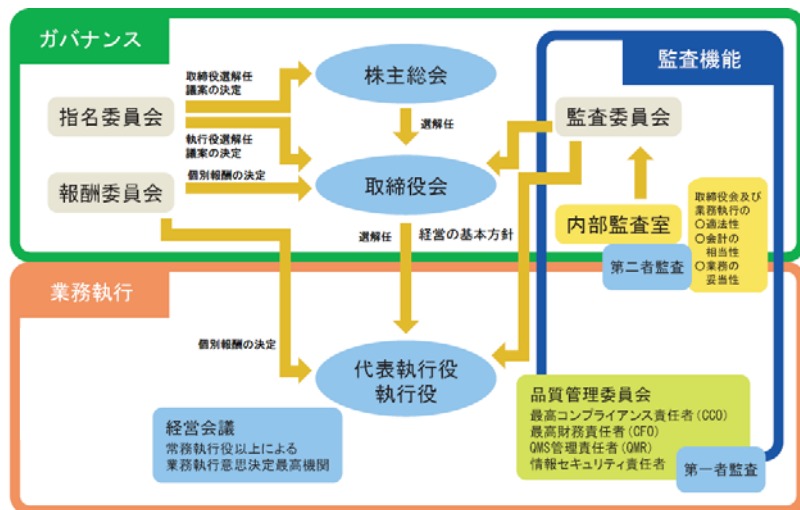 ガバナンス
監査機能
株主総会
取締役選解任
議案の決定
指名委員会
選解任
監査委員会
執行役選解任
議案の決定
個別報酬の決定
報酬委員会
取締役会
取締役会及び
業務執行の
○適法性
○会計の
相当性
○業務の
妥当性
内部監査室
第二者監査
選解任
経営の基本方針
業務執行
個別報酬の決定
代表執行役
執行役
経営会議
常務執行役以上による
業務執行意思決定最高機関
品質管理委員会
最高コンプライアンス責任者(CCO)
最高財務責任者(CFO)
QMS管理責任者(QMR)
情報セキュリティ責任者
第一者監査